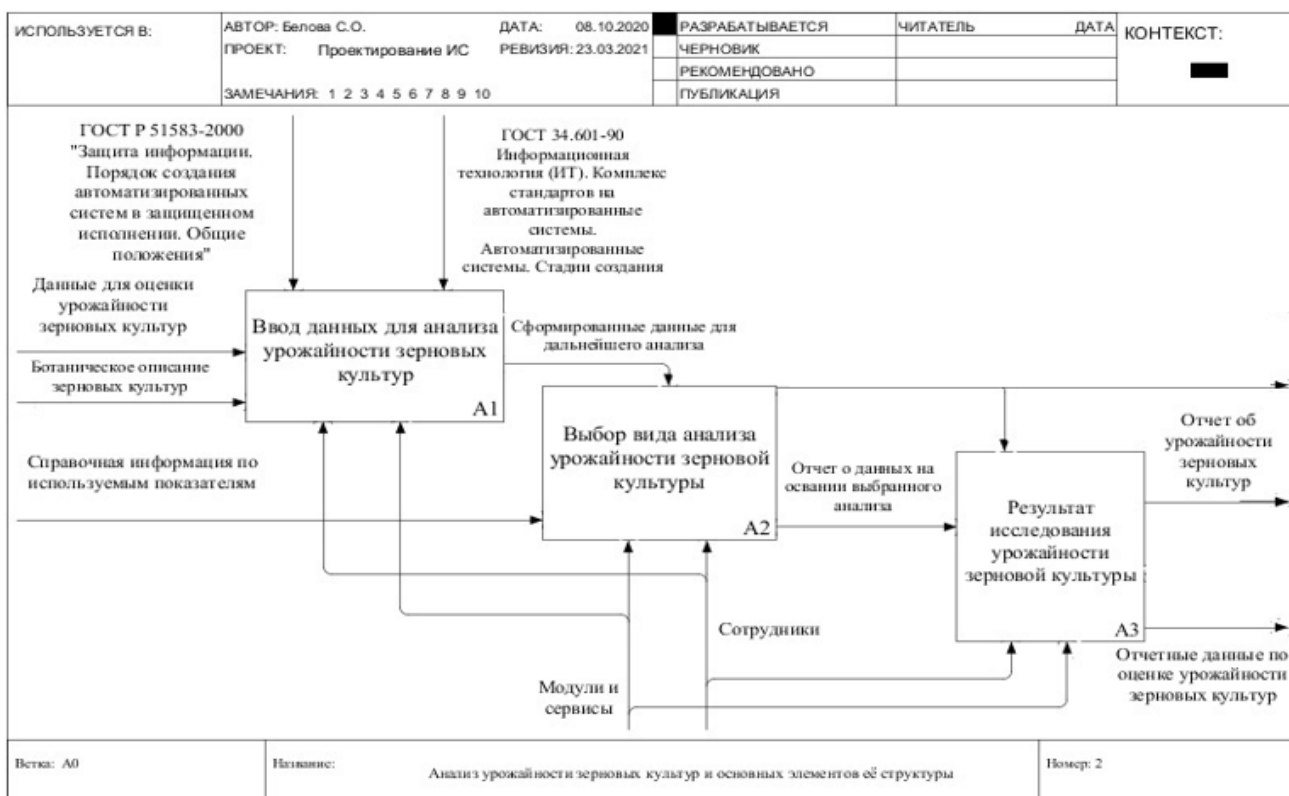 ИСПОЛЬЗУЕТСЯ В:
АВТОР: Белова С.О.
ДАТА: 08.10.2020
ПРОЕКТ: Проектирование ИС
РЕВИЗИЯ: 23.03.2021
ЗАМЕЧАНИЯ: 1 2 3 4 5 6 7 8 9 10
РАЗРАБАТЫВАЕТСЯ
ЧЕРНОВИК
РЕКОМЕНДОВАНО
ПУБЛИКАЦИЯ
ЧИТАТЕЛЬ
ДАТА
КОНТЕКСТ:
ГОСТ Р 51583-2000
"Защита информации.
Порядок создания
автоматизированных
систем в защищенном
исполнении. Общие
положения"
ГОСТ 34.601-90
Информационная
технология (ИТ). Комплекс
стандартов на
автоматизированные
системы.
Автоматизированные
системы. Стадии создания
Данные для оценки
урожайности
зерновых культур
Ботаническое описание
зерновых культур
Справочная информация по
используемым показателям
Ввод данных для анализа
урожайности зерновых
культур
А1
Сформированные данные для
дальнейшего анализа
Выбор вида анализа
урожайности зерновой
культуры
А2
Отчет о данных на
освании выбранного
анализа
Результат
исследования
урожайности
зерновой культуры
А3
Отчет об
урожайности
зерновых
культур
Отчетные данные по
оценке урожайности
зерновых культур
Сотрудники
Модули и
сервисы
Ветка: А0
Название:
Анализ урожайности зерновых культур и основных элементов её структуры
Номер: 2